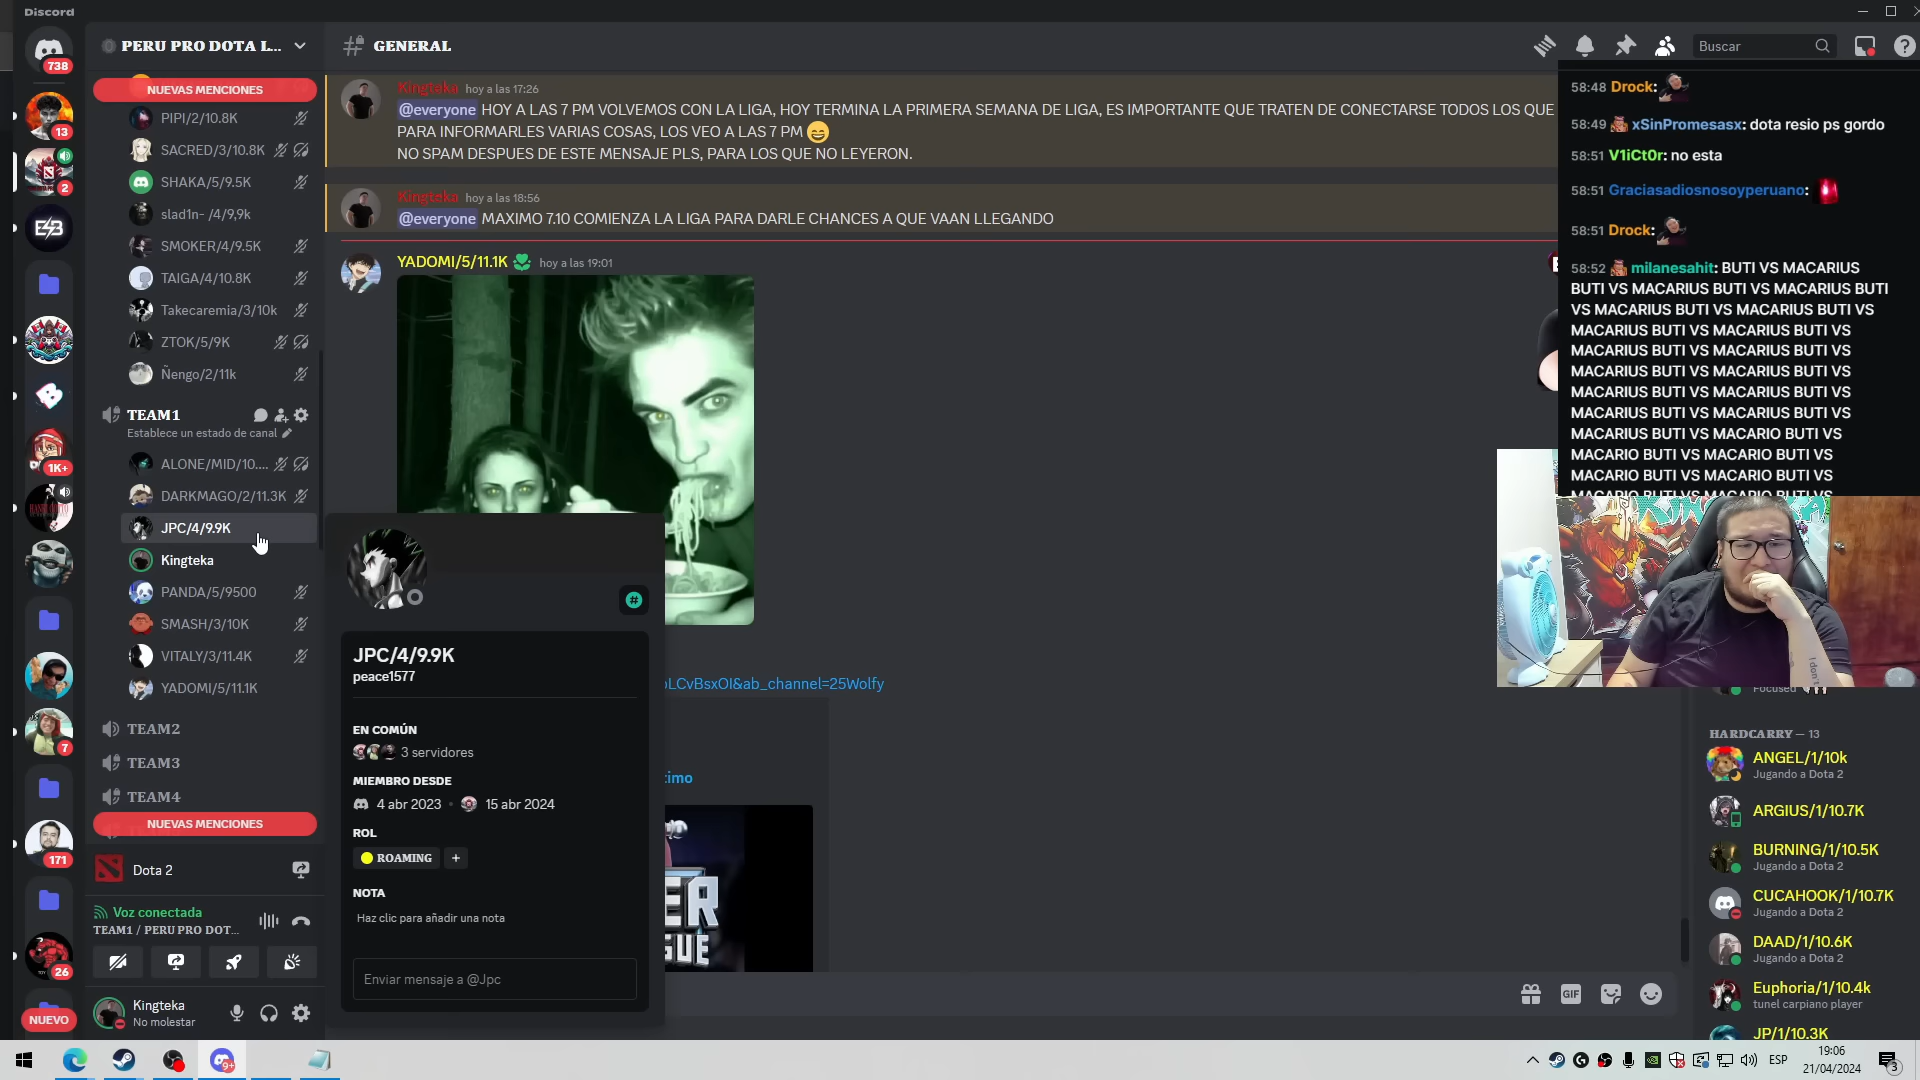 Discord
738
13
2
1K+
7
171
26
NUEVO
PERU PRO DOTA L...
NUEVAS MENCIONES
PIPI/2/10.8K
SACRED/3/10.8K
SHAKA/5/9.5K
slad1n- /4/9,9k
SMOKER/4/9.5K
TAIGA/4/10.8K
Takecaremia/3/10k
ZTOK/5/9K
Ñengo/2/11k
TEAM1
Establece un estado de canal
ALONE/MID/10....
DARKMAGO/2/11.3K
JPC/4/9.9K
Kingteka
PANDA/5/9500
SMASH/3/10K
VITALY/3/11.4K
YADOMI/5/11.1K
TEAM2
TEAM3
TEAM4
NUEVAS MENCIONES
Dota 2
Voz conectada
TEAM1 / PERU PRO DOT...
Kingteka
No molestar
GENERAL
Buscar
Kingteka hoy a las 17:26
@everyone HOY A LAS 7 PM VOLVEMOS CON LA LIGA, HOY TERMINA LA PRIMERA SEMANA DE LIGA, ES IMPORTANTE QUE TRATEN DE CONECTARSE TODOS LOS QUE
PARA INFORMARLES VARIAS COSAS, LOS VEO A LAS 7 PM
NO SPAM DESPUES DE ESTE MENSAJE PLS, PARA LOS QUE NO LEYERON.
Kingteka hoy a las 18:56
@everyone MAXIMO 7.10 COMIENZA LA LIGA PARA DARLE CHANCES A QUE VAAN LLEGANDO
YADOMI/5/11.1K hoy a las 19:01
LCvBsxOI&ab_channel=25Wolfy
timo
ER
GUE
JPC/4/9.9K
peace1577
EN COMÚN
3 servidores
MIEMBRO DESDE
4 abr 2023 • 15 abr 2024
ROL
ROAMING +
NOTA
Haz clic para añadir una nota
Enviar mensaje a @Jpc
GIF
58:48 Drock:
58:49 xSinPromesasx: dota resio ps gordo
58:51 V1iCt0r: no esta
58:51 Graciasadiosnosoyperuano:
58:51 Drock:
58:52 milanesahit: BUTI VS MACARIUS
BUTI VS MACARIUS BUTI VS MACARIUS BUTI
VS MACARIUS BUTI VS MACARIUS BUTI VS
MACARIUS BUTI VS MACARIUS BUTI VS
MACARIUS BUTI VS MACARIUS BUTI VS
MACARIUS BUTI VS MACARIUS BUTI VS
MACARIUS BUTI VS MACARIUS BUTI VS
MACARIUS BUTI VS MACARIUS BUTI VS
MACARIUS BUTI VS MACARIO BUTI VS
MACARIO BUTI VS MACARIO BUTI VS
MACARIO BUTI VS MACARIO BUTI VS
MACARIO BUTI VS MACARIO BUTI VS
I don't
Focused
HARDCARRY — 13
ANGEL/1/10k
Jugando a Dota 2
ARGIUS/1/10.7K
BURNING/1/10.5K
Jugando a Dota 2
CUCAHOOK/1/10.7K
Jugando a Dota 2
DAAD/1/10.6K
Jugando a Dota 2
Euphoria/1/10.4k
tunel carpiano player
JP/1/10.3K
9+
ESP
19:06
21/04/2024
3